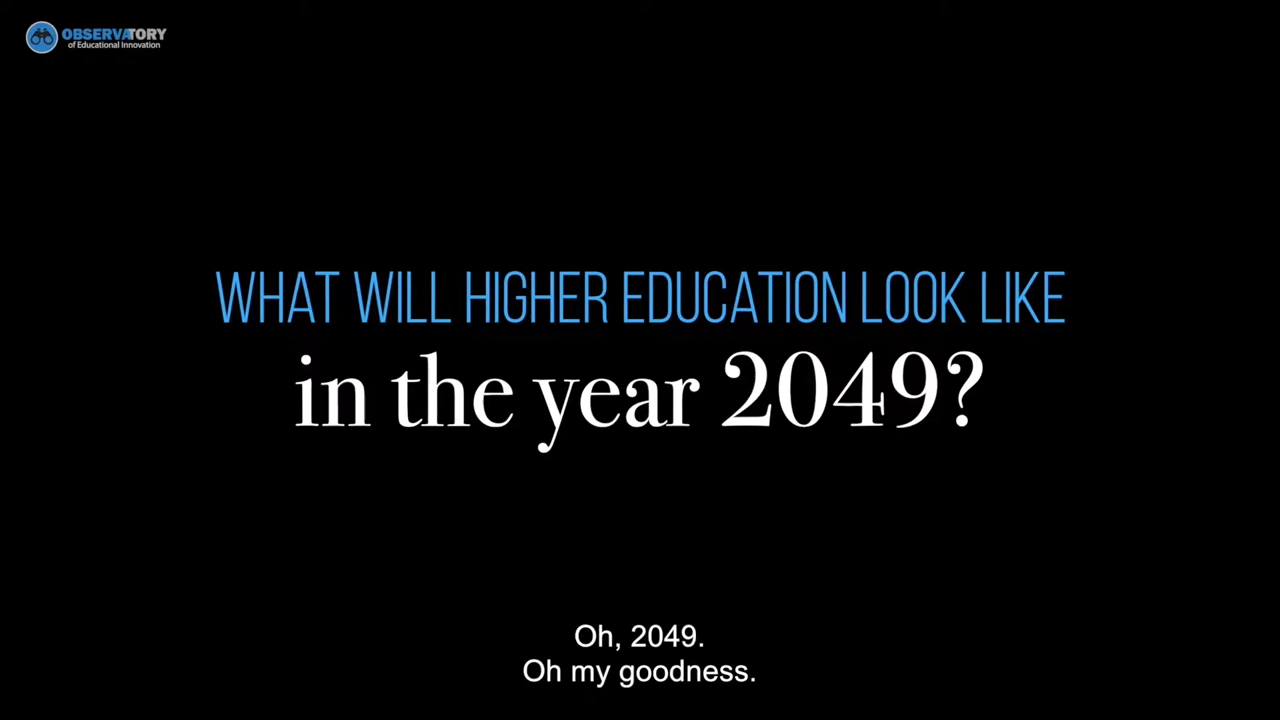 OBSERVATORY
of Educational Innovation
WHAT WILL HIGHER EDUCATION LOOK LIKE
in the year 2049?
Oh, 2049.
Oh my goodness.